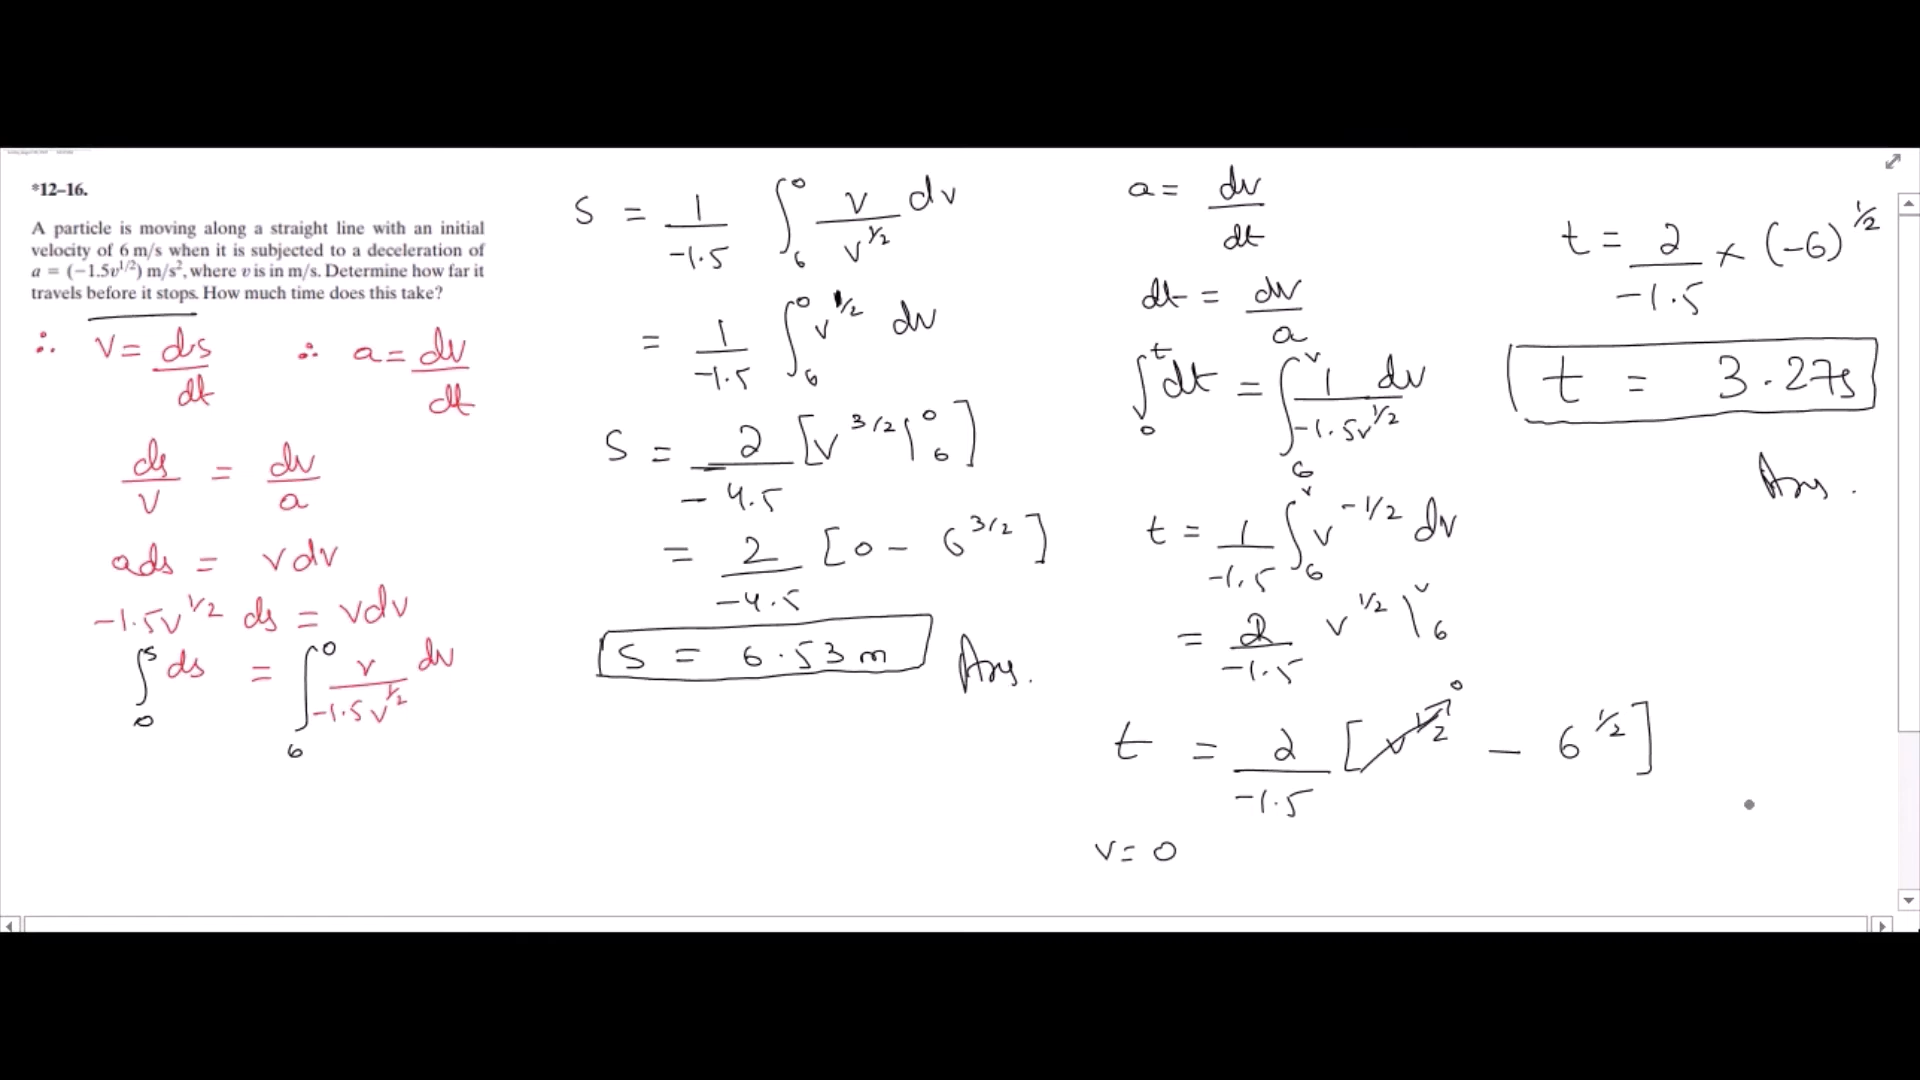 *12–16.
A particle is moving along a straight line with an initial
velocity of 6 m/s when it is subjected to a deceleration of
a = (−1.5v^1/2) m/s², where v is in m/s. Determine how far it
travels before it stops. How much time does this take?
∴ v = ds/dt ∴ a = dv/dt
ds/v = dv/a
ads = vdv
-1.5v^1/2 ds = vdv
∫_0^s ds = ∫_6^0 v/(-1.5v^1/2) dv
S = 1/-1.5 ∫_6^0 v/v^1/2 dv
= 1/-1.5 ∫_6^0 v^1/2 dv
S = 2/-4.5 [v^3/2 |_6^0]
= 2/-4.5 [0 - 6^3/2]
S = 6.53 m Ans.
a = dv/dt
dt = dv/a
∫_0^t dt = ∫_6^v 1/(-1.5v^1/2) dv
t = 1/-1.5 ∫_6^v v^-1/2 dv
= 2/-1.5 v^1/2 |_6^v
t = 2/-1.5 [v^1/2 0 - 6^1/2]
v = 0
t = 2/-1.5 × (-6)^1/2
t = 3.27s
Ans.